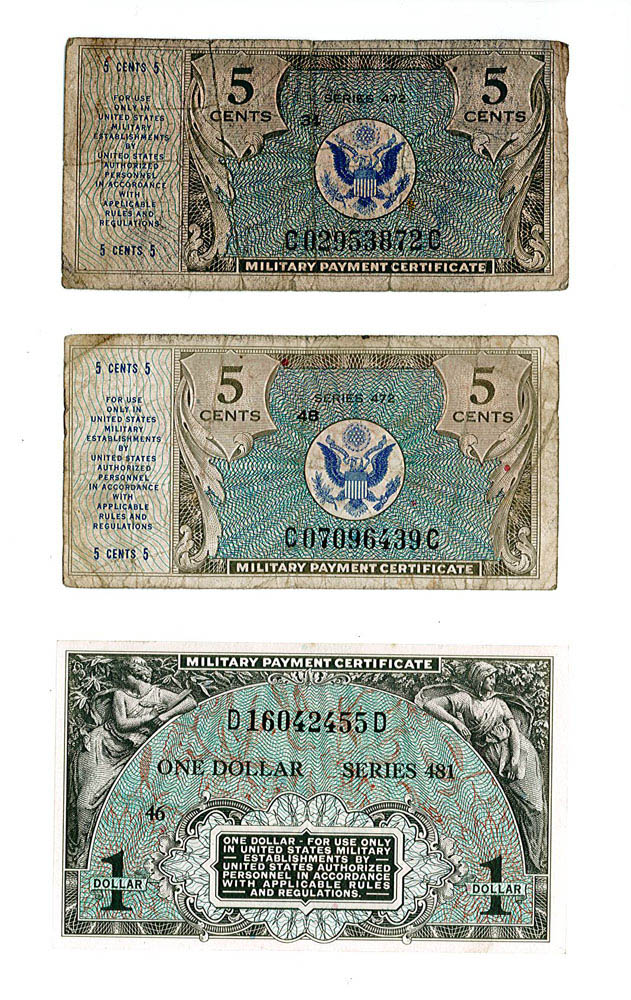 5 CENTS 5
FOR USE
ONLY IN
UNITED STATES
MILITARY
ESTABLISHMENTS
BY
UNITED STATES
AUTHORIZED
PERSONNEL
IN ACCORDANCE
WITH
APPLICABLE
RULES AND
REGULATIONS
5 CENTS 5
5
CENTS
5
CENTS
SERIES 472
34
C02953872C
MILITARY PAYMENT CERTIFICATE
5 CENTS 5
FOR USE
ONLY IN
UNITED STATES
MILITARY
ESTABLISHMENTS
BY
UNITED STATES
AUTHORIZED
PERSONNEL
IN ACCORDANCE
WITH
APPLICABLE
RULES AND
REGULATIONS
5 CENTS 5
5
CENTS
5
CENTS
SERIES 472
48
C07096439C
MILITARY PAYMENT CERTIFICATE
MILITARY PAYMENT CERTIFICATE
D16042455D
ONE DOLLAR SERIES 481
46
ONE DOLLAR - FOR USE ONLY
IN UNITED STATES MILITARY
ESTABLISHMENTS BY
UNITED STATES AUTHORIZED
PERSONNEL IN ACCORDANCE
WITH APPLICABLE RULES
AND REGULATIONS.
1
DOLLAR
1
DOLLAR